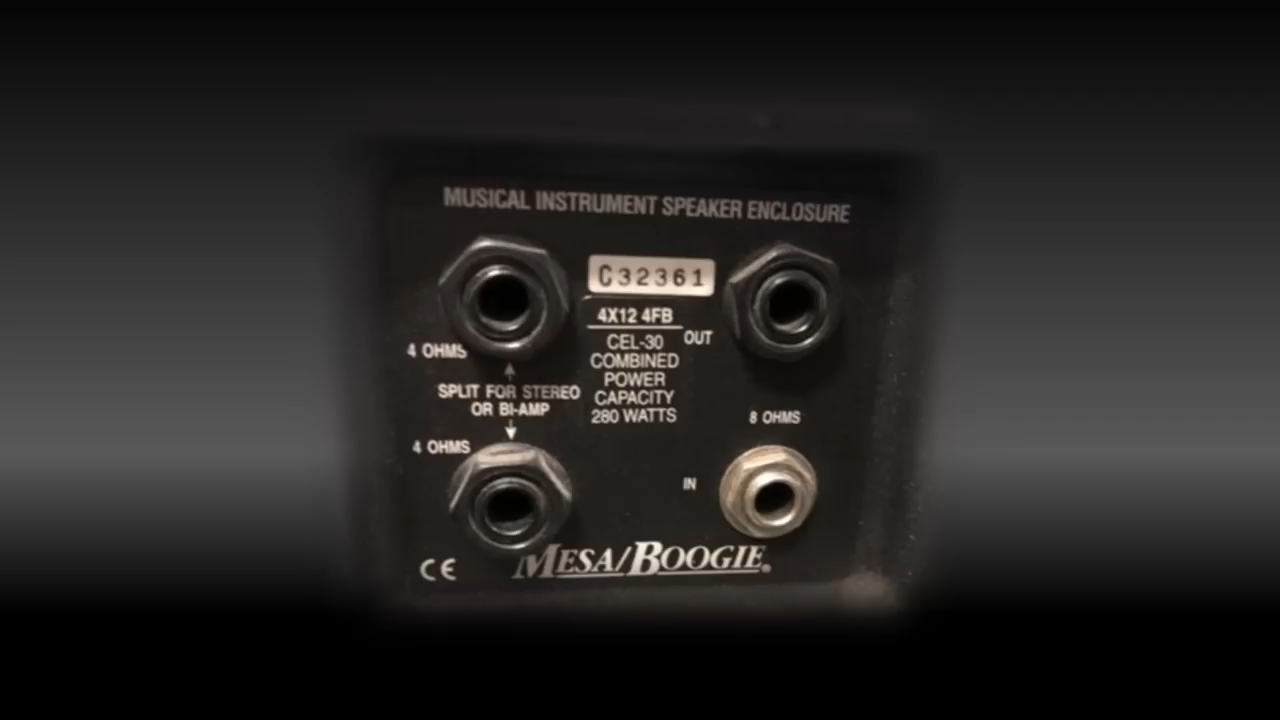 MUSICAL INSTRUMENT SPEAKER ENCLOSURE
C32361
4X12 4FB
OUT
CEL-30
COMBINED
POWER
CAPACITY
280 WATTS
4 OHMS
SPLIT FOR STEREO
OR BI-AMP
4 OHMS
8 OHMS
IN
CE
MESA/BOOGIE®